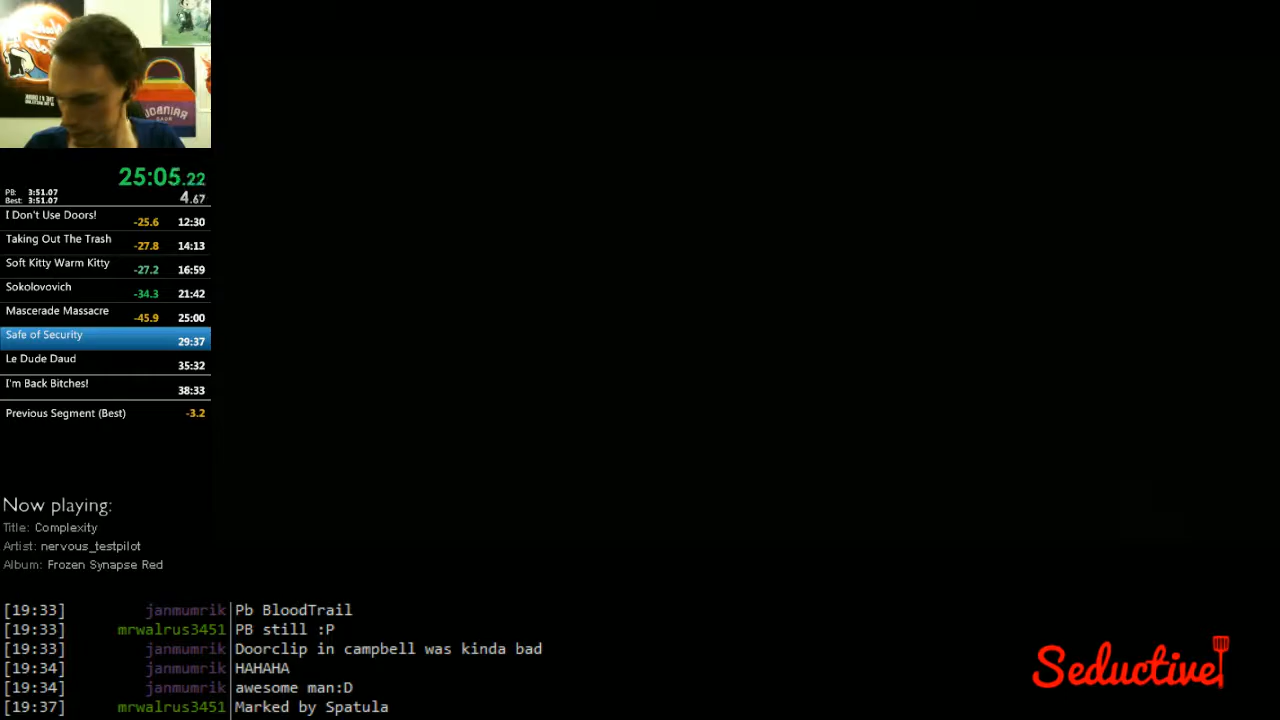 25:05.22
PB: 3:51.07
Best: 3:51.07
4.67
I Don't Use Doors! -25.6 12:30
Taking Out The Trash -27.8 14:13
Soft Kitty Warm Kitty -27.2 16:59
Sokolovovich -34.3 21:42
Mascerade Massacre -45.9 25:00
Safe of Security 29:37
Le Dude Daud 35:32
I'm Back Bitches! 38:33
Previous Segment (Best) -3.2
Now playing:
Title: Complexity
Artist: nervous_testpilot
Album: Frozen Synapse Red
[19:33] janmumrik Pb BloodTrail
[19:33] mrwalrus3451 PB still :P
[19:33] janmumrik Doorclip in campbell was kinda bad
[19:34] janmumrik HAHAHA
[19:34] janmumrik awesome man:D
[19:37] mrwalrus3451 Marked by Spatula
Seductive